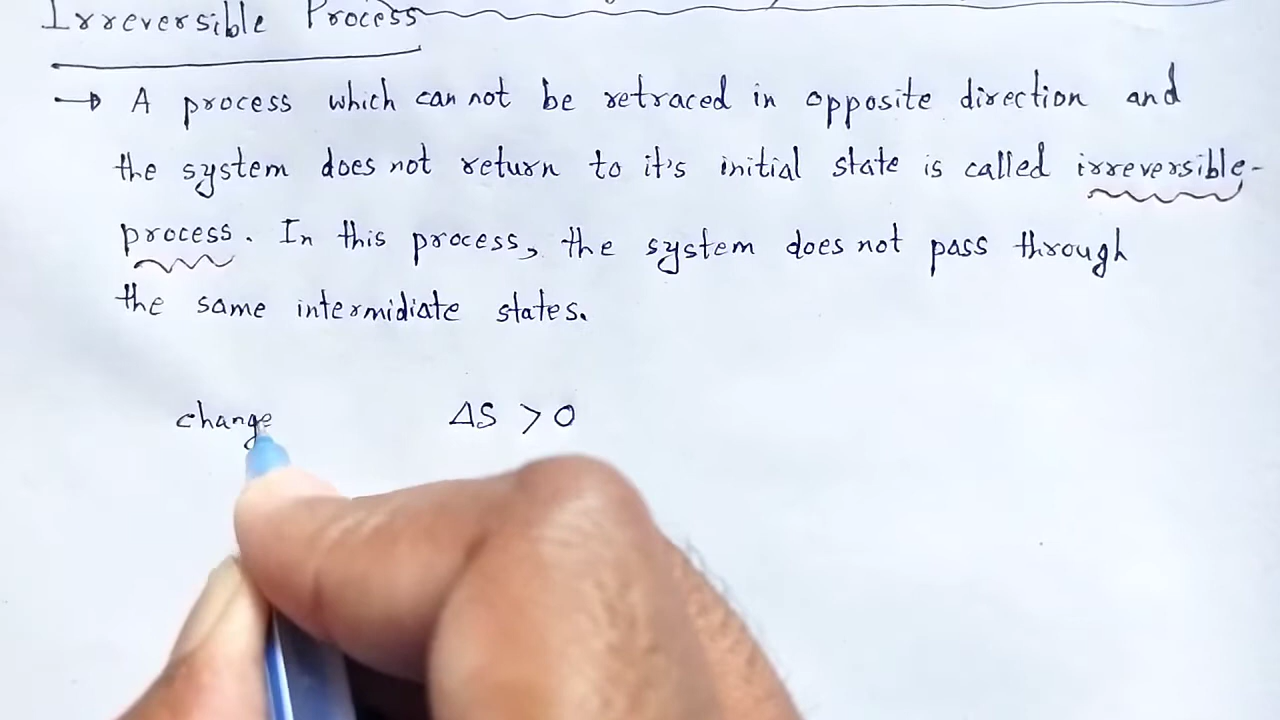 Irreversible Process
→ A process which can not be retraced in opposite direction and
the system does not return to it's initial state is called irreversible-
process. In this process, the system does not pass through
the same intermidiate states.
change ΔS > 0